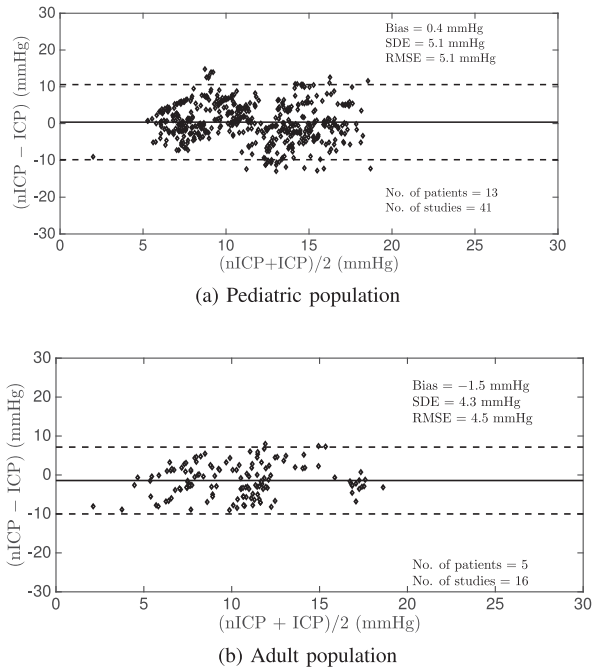 30
20
10
0
-10
-20
-30
(nICP − ICP) (mmHg)
Bias = 0.4 mmHg
SDE = 5.1 mmHg
RMSE = 5.1 mmHg
No. of patients = 13
No. of studies = 41
0 5 10 15 20 25 30
(nICP+ICP)/2 (mmHg)
(a) Pediatric population
30
20
10
0
-10
-20
-30
(nICP − ICP) (mmHg)
Bias = −1.5 mmHg
SDE = 4.3 mmHg
RMSE = 4.5 mmHg
No. of patients = 5
No. of studies = 16
0 5 10 15 20 25 30
(nICP + ICP)/2 (mmHg)
(b) Adult population